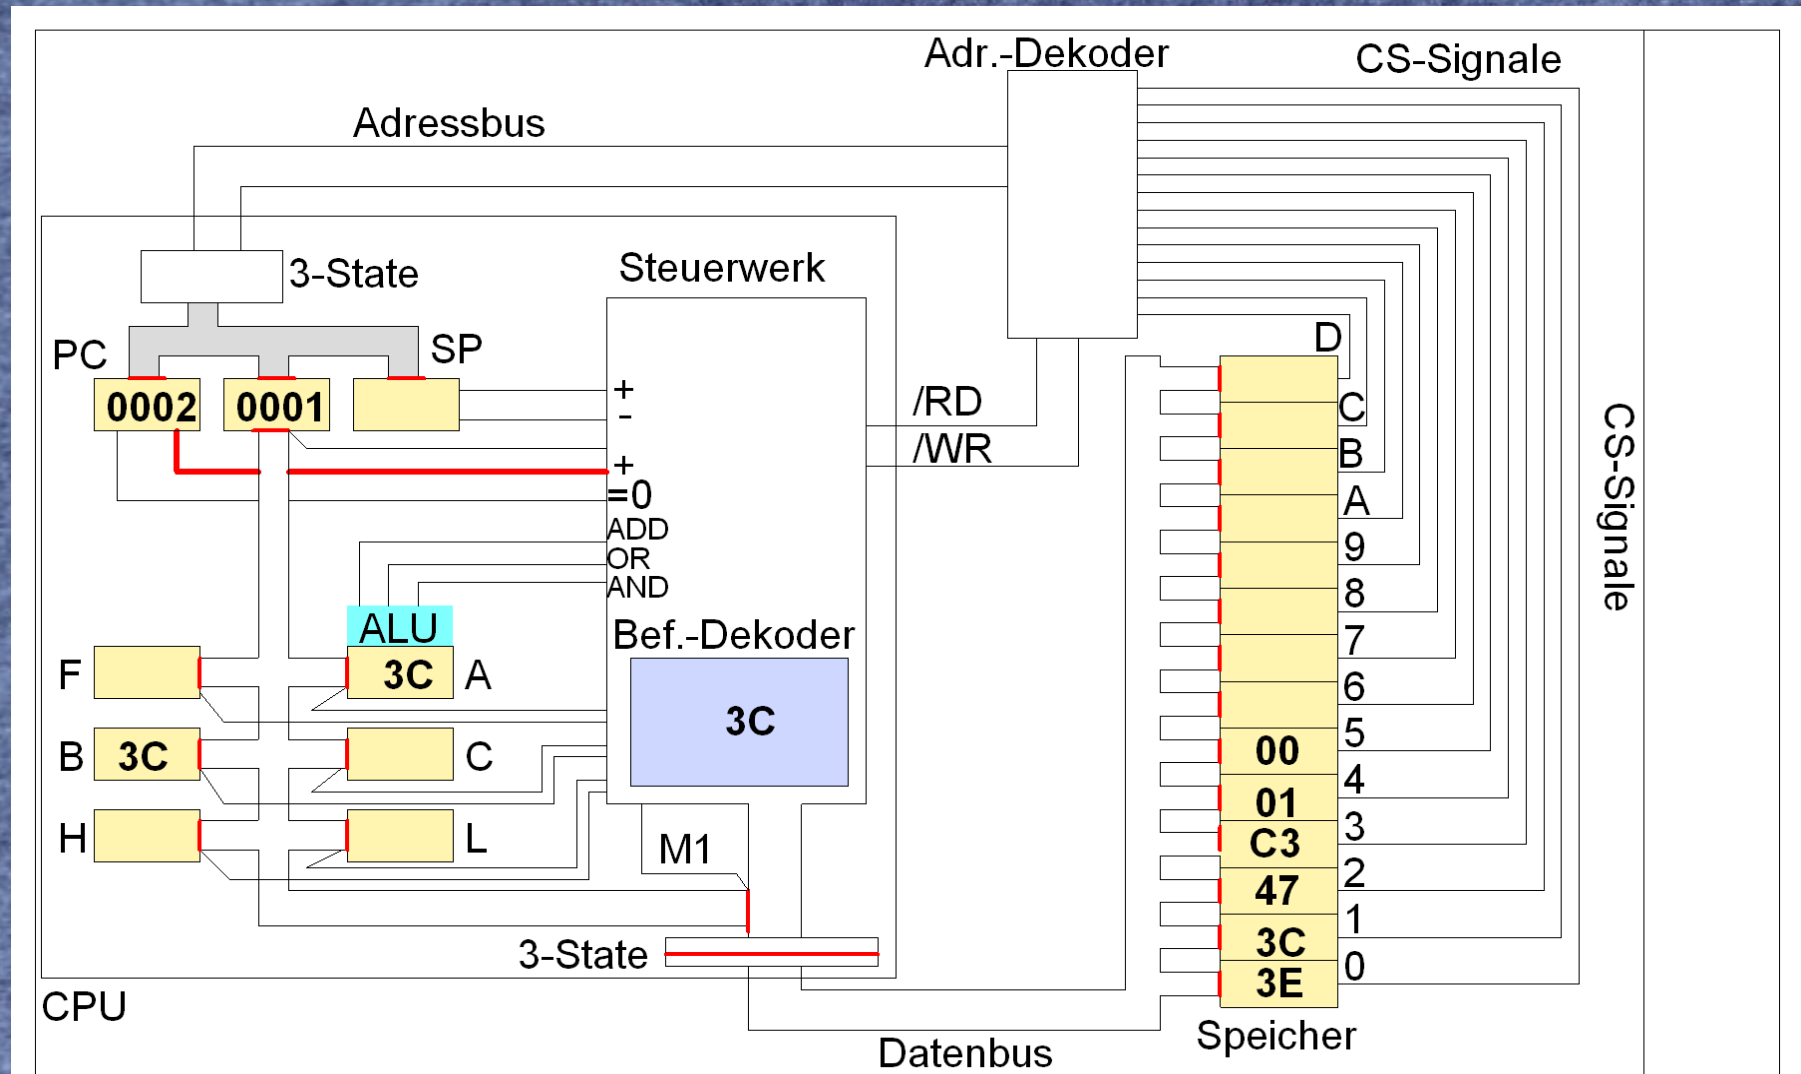 Adr.-Dekoder
CS-Signale
Adressbus
3-State
Steuerwerk
PC
SP
0002
0001
+
-
/RD
/WR
+
=0
ADD
OR
AND
ALU
Bef.-Dekoder
F
3C
A
3C
B
3C
C
H
L
M1
3-State
CPU
Datenbus
D
C
B
A
9
8
7
6
5
00
4
01
3
C3
2
47
1
3C
0
3E
Speicher
CS-Signale